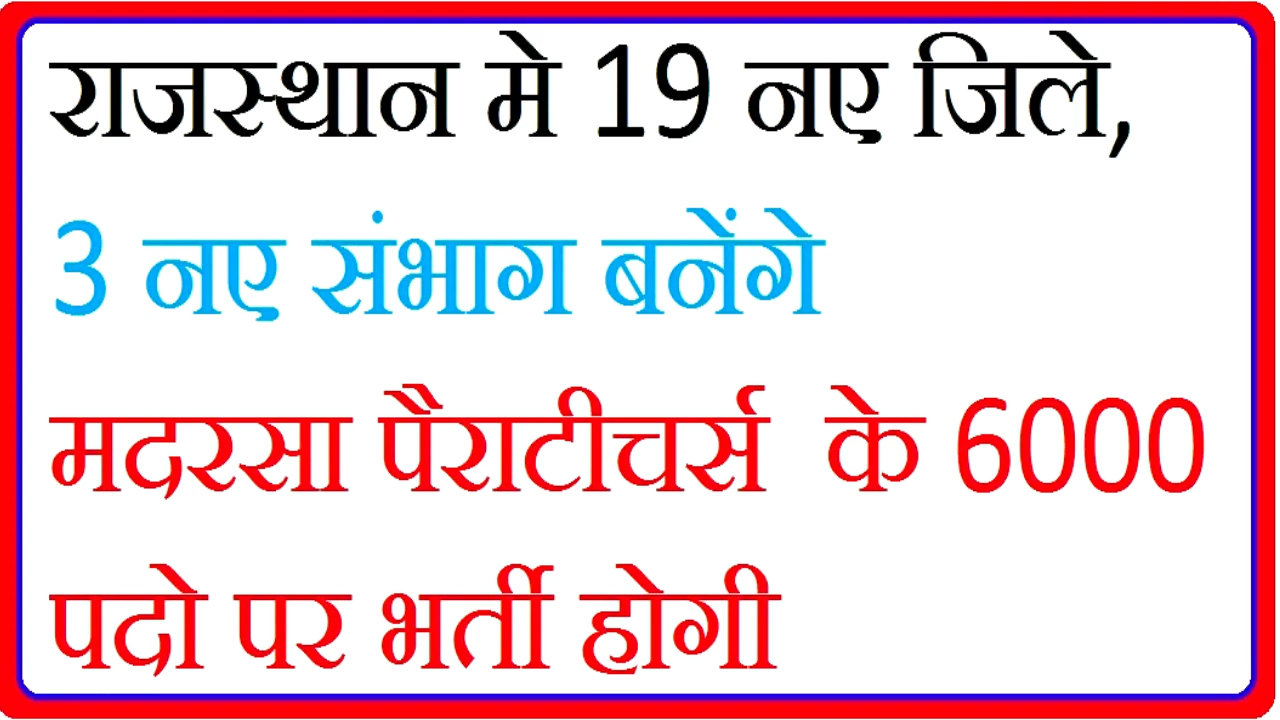 राजस्थान मे 19 नए जिले,
3 नए संभाग बनेंगे
मदरसा पैराटीचर्स के 6000
पदो पर भर्ती होगी